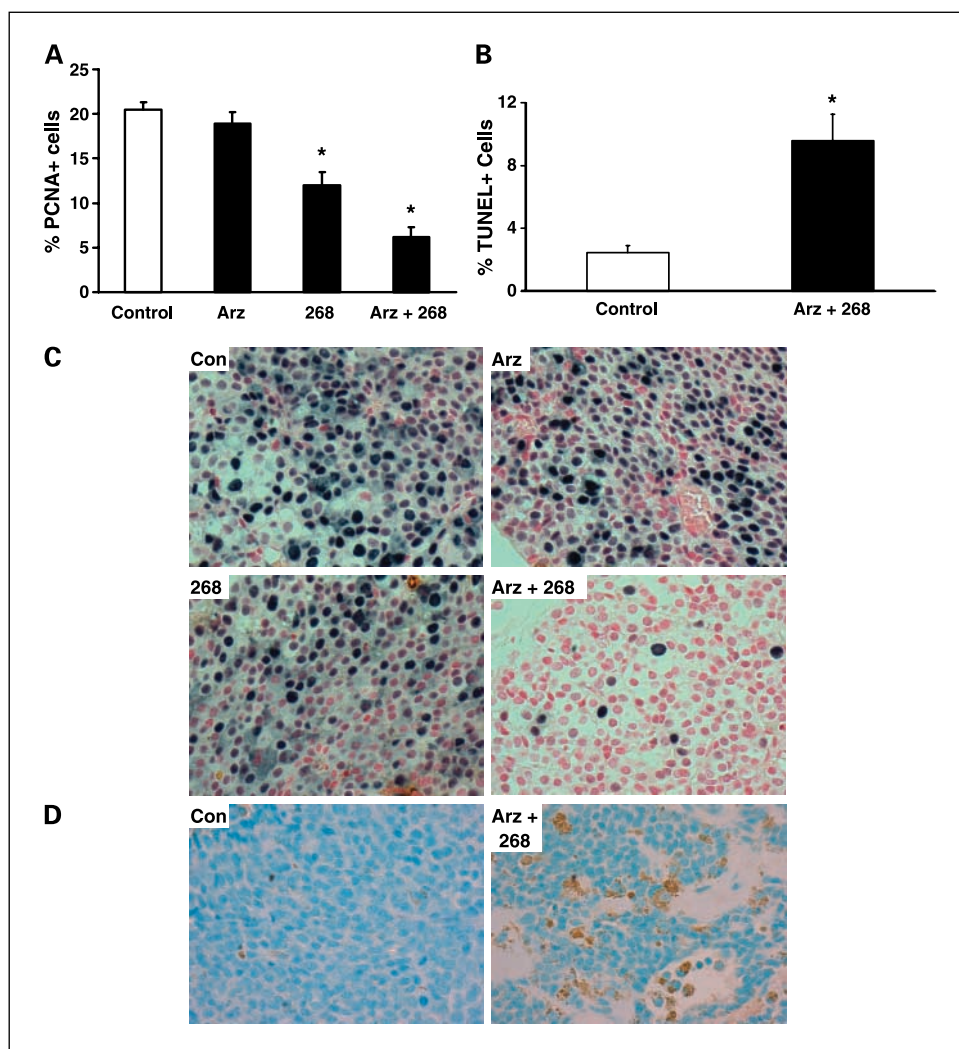 A
% PCNA+ cells
25
20
15
10
5
0
*
*
Control Arz 268 Arz + 268
B
% TUNEL+ Cells
12
8
4
0
*
Control Arz + 268
C
Con
Arz
268
Arz + 268
D
Con
Arz +
268